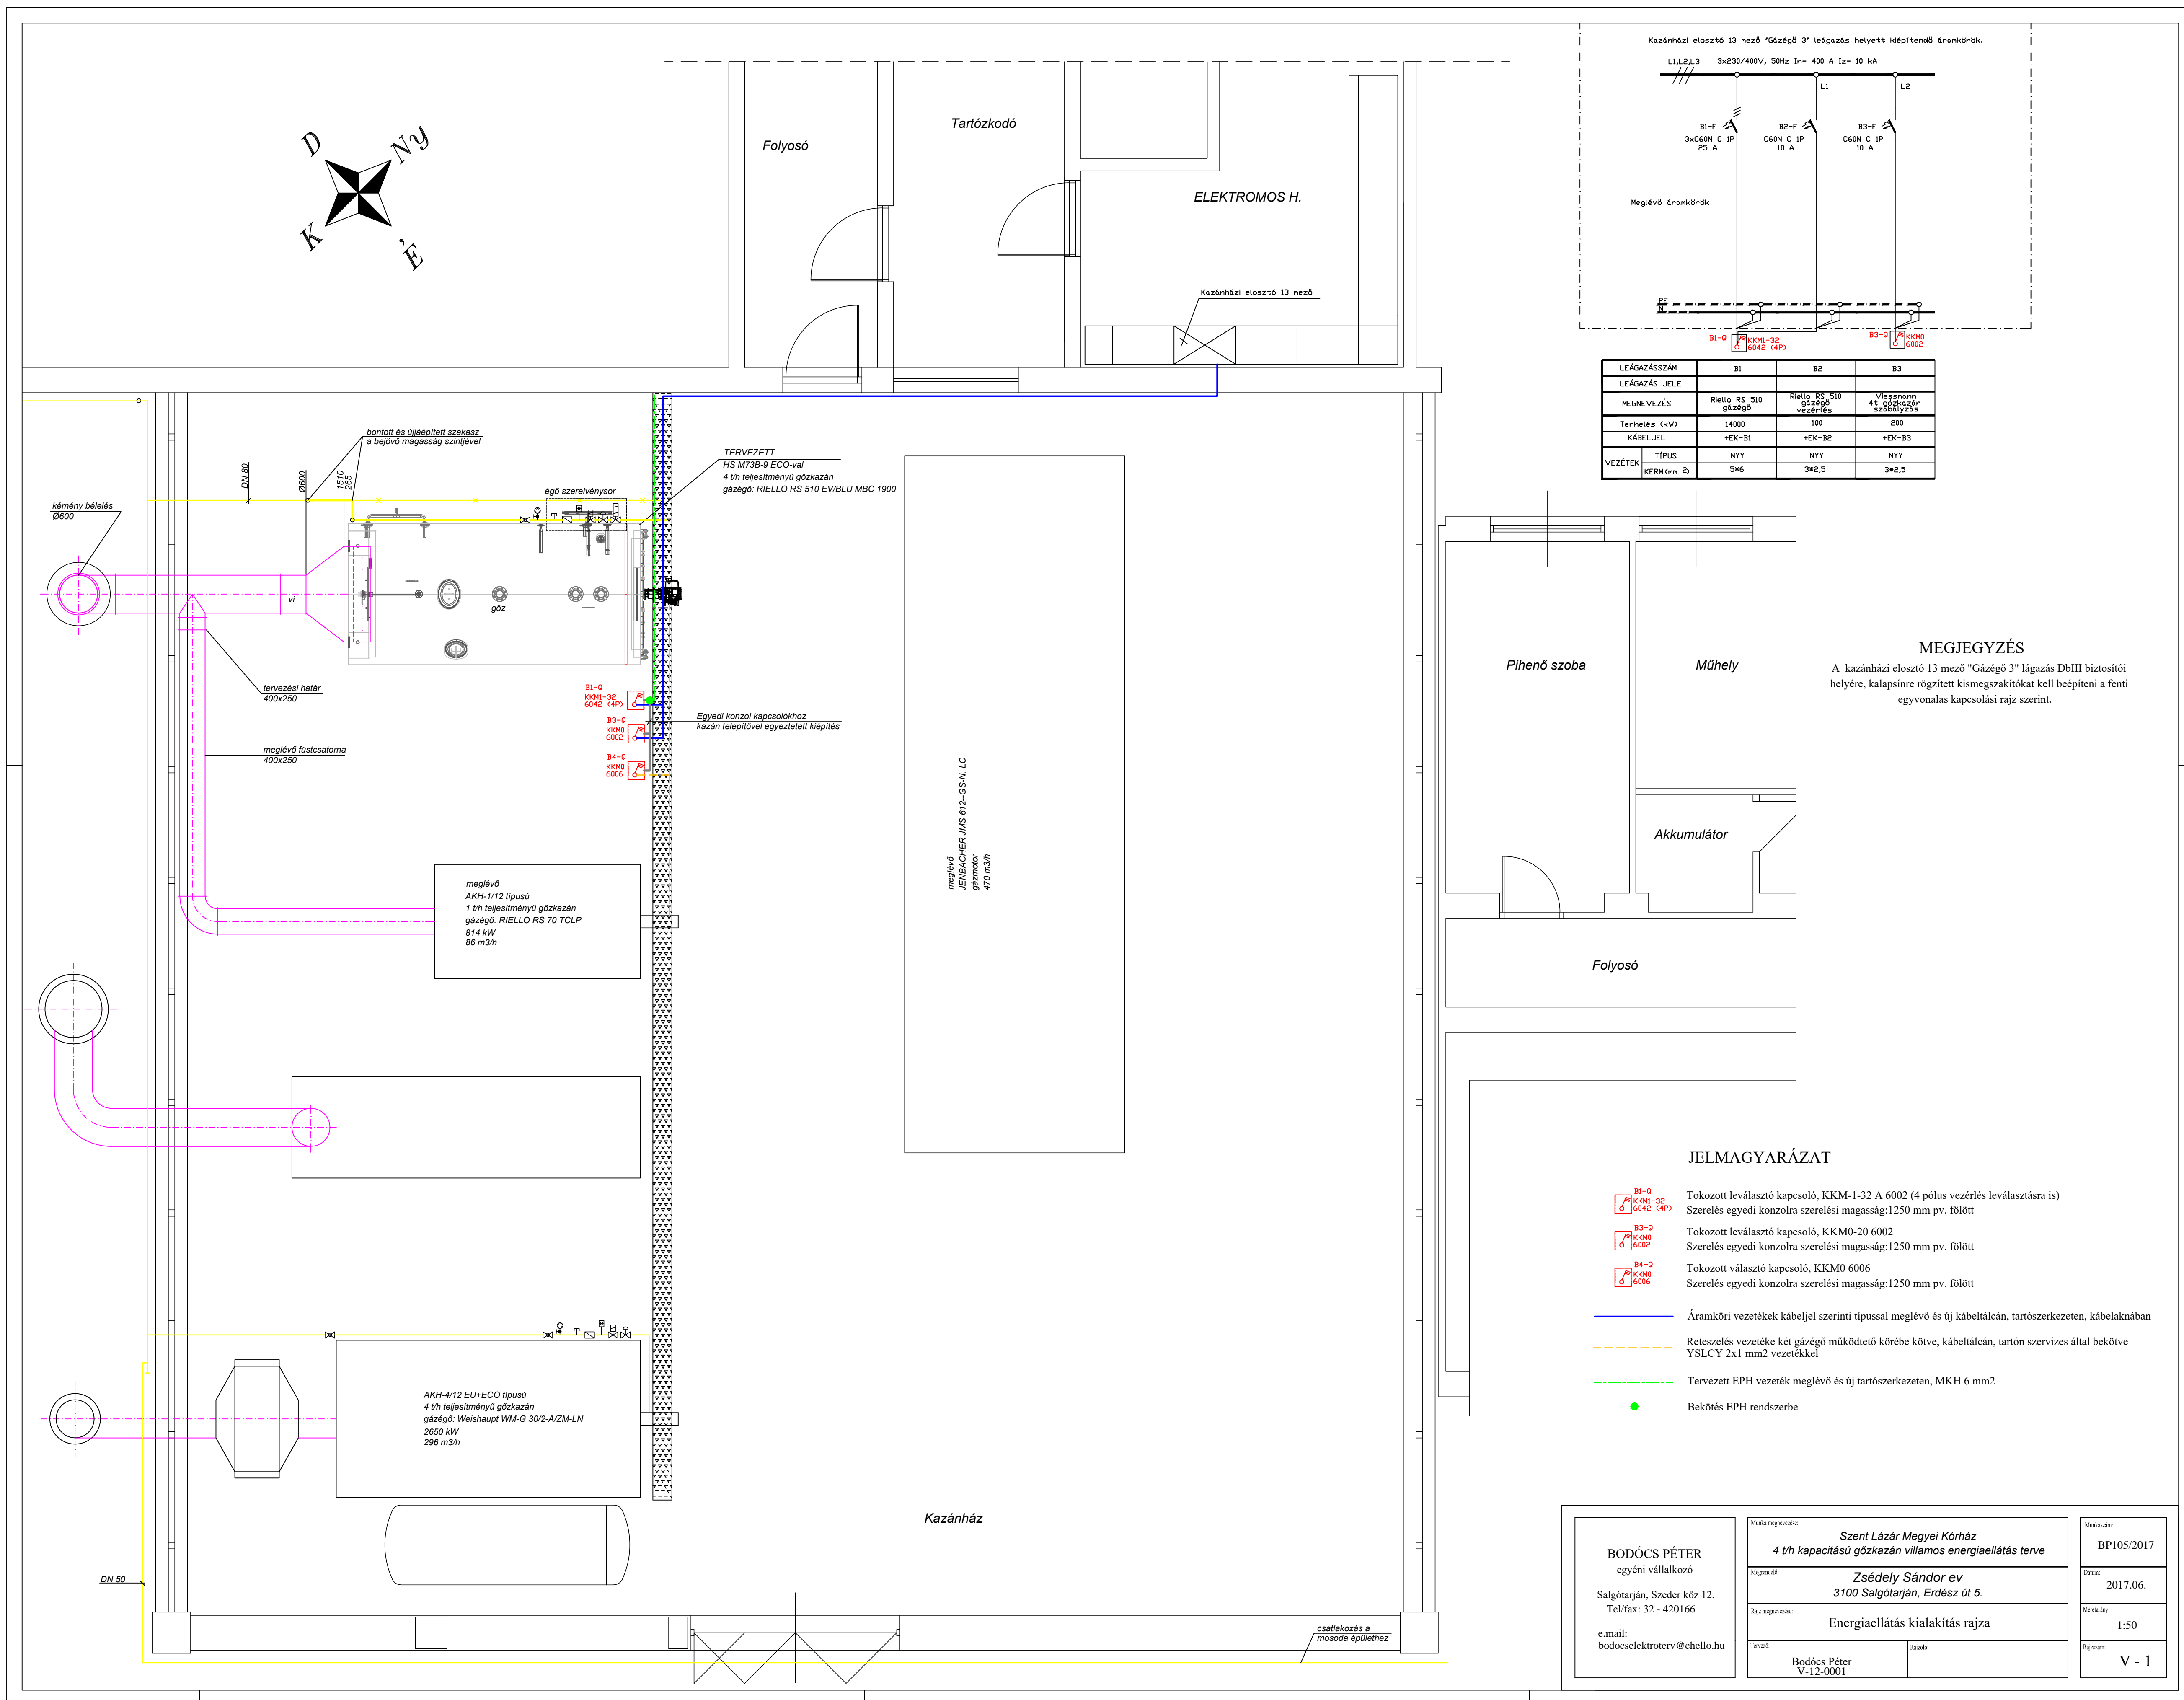 Kazánházi elosztó 13 mező "Gázégő 3" leágazás helyett kiépítendő áramkörök.
L1,L2,L3 3x230/400V, 50Hz In= 400 A Iz= 10 kA
L1
L2
B1-F
3xC60N C 1P
25 A
B2-F
C60N C 1P
10 A
B3-F
C60N C 1P
10 A
Meglévő áramkörök
PE
N
B1-Q
KKM1-32
6042 (4P)
B3-Q
KKM0
6002
LEÁGAZÁSSZÁM B1 B2 B3
LEÁGAZÁS JELE
MEGNEVEZÉS
Riello RS 510
gázégő
Riello RS 510
gázégő
vezérlés
Viessmann
4t gőzkazán
szabályzás
Terhelés (kW) 14000 100 200
KÁBELJEL +EK-B1 +EK-B2 +EK-B3
VEZÉTEK
TÍPUS NYY NYY NYY
KERM.(mm 2) 5*6 3*2,5 3*2,5
D
Ny
K
É
Folyosó
Tartózkodó
ELEKTROMOS H.
Kazánházi elosztó 13 mező
bontott és újjáépített szakasz
a bejövő magasság szintjével
DN 80
Ø600
1510
265
kémény bélelés
Ø600
égő szerelvénysor
TERVEZETT
HS M73B-9 ECO-val
4 t/h teljesítményű gőzkazán
gázégő: RIELLO RS 510 EV/BLU MBC 1900
vi
gőz
tervezési határ
400x250
meglévő füstcsatorna
400x250
B1-Q
KKM1-32
6042 (4P)
B3-Q
KKM0
6002
B4-Q
KKM0
6006
Egyedi konzol kapcsolókhoz
kazán telepítővel egyeztetett kiépítés
meglévő
JENBACHER JMS 612--GS-N. LC
gázmotor
470 m3/h
meglévő
AKH-1/12 típusú
1 t/h teljesítményű gőzkazán
gázégő: RIELLO RS 70 TCLP
814 kW
86 m3/h
AKH-4/12 EU+ECO típusú
4 t/h teljesítményű gőzkazán
gázégő: Weishaupt WM-G 30/2-A/ZM-LN
2650 kW
296 m3/h
Kazánház
DN 50
csatlakozás a
mosoda épülethez
Pihenő szoba
Műhely
Akkumulátor
Folyosó
MEGJEGYZÉS
A kazánházi elosztó 13 mező "Gázégő 3" lágazás DbIII biztosítói
helyére, kalapsínre rögzített kismegszakítókat kell beépíteni a fenti
egyvonalas kapcsolási rajz szerint.
JELMAGYARÁZAT
B1-Q
KKM1-32
6042 (4P)
Tokozott leválasztó kapcsoló, KKM-1-32 A 6002 (4 pólus vezérlés leválasztásra is)
Szerelés egyedi konzolra szerelési magasság:1250 mm pv. fölött
B3-Q
KKM0
6002
Tokozott leválasztó kapcsoló, KKM0-20 6002
Szerelés egyedi konzolra szerelési magasság:1250 mm pv. fölött
B4-Q
KKM0
6006
Tokozott választó kapcsoló, KKM0 6006
Szerelés egyedi konzolra szerelési magasság:1250 mm pv. fölött
Áramköri vezetékek kábeljel szerinti típussal meglévő és új kábeltálcán, tartószerkezeten, kábelaknában
Reteszelés vezetéke két gázégő működtető körébe kötve, kábeltálcán, tartón szervizes által bekötve
YSLCY 2x1 mm2 vezetékkel
Tervezett EPH vezeték meglévő és új tartószerkezeten, MKH 6 mm2
Bekötés EPH rendszerbe
BODÓCS PÉTER
egyéni vállalkozó
Salgótarján, Szeder köz 12.
Tel/fax: 32 - 420166
e.mail:
bodocselektroterv@chello.hu
Munka megnevezése:
Szent Lázár Megyei Kórház
4 t/h kapacitású gőzkazán villamos energiaellátás terve
Megrendelő:
Zsédely Sándor ev
3100 Salgótarján, Erdész út 5.
Rajz megnevezése:
Energiaellátás kialakítás rajza
Tervező:
Bodócs Péter
V-12-0001
Rajzoló:
Munkaszám:
BP105/2017
Dátum:
2017.06.
Méretarány:
1:50
Rajzszám:
V - 1